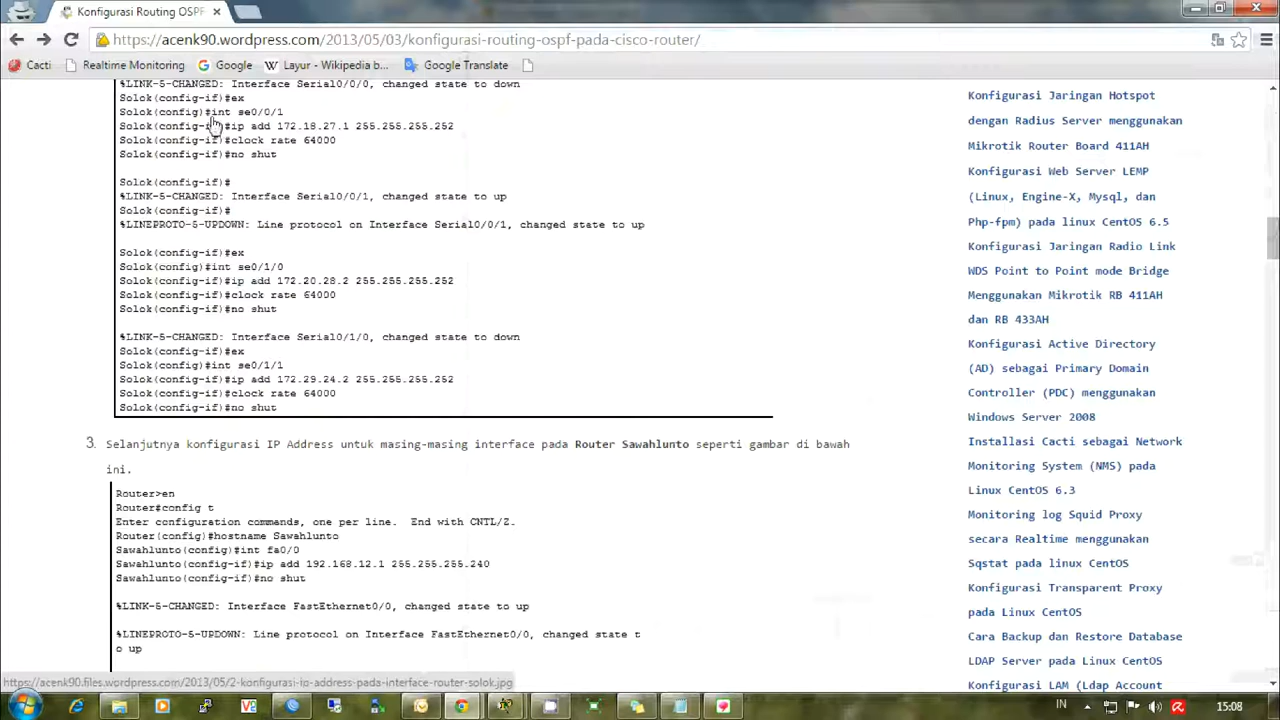 Konfigurasi Routing OSPF
https://acenk90.wordpress.com/2013/05/03/konfigurasi-routing-ospf-pada-cisco-router/
Cacti
Realtime Monitoring
Google
Layur - Wikipedia b...
Google Translate
%LINK-5-CHANGED: Interface Serial0/0/0, changed state to down
Solok(config-if)#ex
Solok(config)#int se0/0/1
Solok(config-if)#ip add 172.18.27.1 255.255.255.252
Solok(config-if)#clock rate 64000
Solok(config-if)#no shut
Solok(config-if)#
%LINK-5-CHANGED: Interface Serial0/0/1, changed state to up
Solok(config-if)#
%LINEPROTO-5-UPDOWN: Line protocol on Interface Serial0/0/1, changed state to up
Solok(config-if)#ex
Solok(config)#int se0/1/0
Solok(config-if)#ip add 172.20.28.2 255.255.255.252
Solok(config-if)#clock rate 64000
Solok(config-if)#no shut
%LINK-5-CHANGED: Interface Serial0/1/0, changed state to down
Solok(config-if)#ex
Solok(config)#int se0/1/1
Solok(config-if)#ip add 172.29.24.2 255.255.255.252
Solok(config-if)#clock rate 64000
Solok(config-if)#no shut
3. Selanjutnya konfigurasi IP Address untuk masing-masing interface pada Router Sawahlunto seperti gambar di bawah
ini.
Router>en
Router#config t
Enter configuration commands, one per line.  End with CNTL/Z.
Router(config)#hostname Sawahlunto
Sawahlunto(config)#int fa0/0
Sawahlunto(config-if)#ip add 192.168.12.1 255.255.255.240
Sawahlunto(config-if)#no shut
%LINK-5-CHANGED: Interface FastEthernet0/0, changed state to up
%LINEPROTO-5-UPDOWN: Line protocol on Interface FastEthernet0/0, changed state t
o up
Konfigurasi Jaringan Hotspot
dengan Radius Server menggunakan
Mikrotik Router Board 411AH
Konfigurasi Web Server LEMP
(Linux, Engine-X, Mysql, dan
Php-fpm) pada linux CentOS 6.5
Konfigurasi Jaringan Radio Link
WDS Point to Point mode Bridge
Menggunakan Mikrotik RB 411AH
dan RB 433AH
Konfigurasi Active Directory
(AD) sebagai Primary Domain
Controller (PDC) menggunakan
Windows Server 2008
Installasi Cacti sebagai Network
Monitoring System (NMS) pada
Linux CentOS 6.3
Monitoring log Squid Proxy
secara Realtime menggunakan
Sqstat pada linux CentOS
Konfigurasi Transparent Proxy
pada Linux CentOS
Cara Backup dan Restore Database
LDAP Server pada Linux CentOS
Konfigurasi LAM (Ldap Account
https://acenk90.files.wordpress.com/2013/05/2-konfigurasi-ip-address-pada-interface-router-solok.jpg
IN
15:08